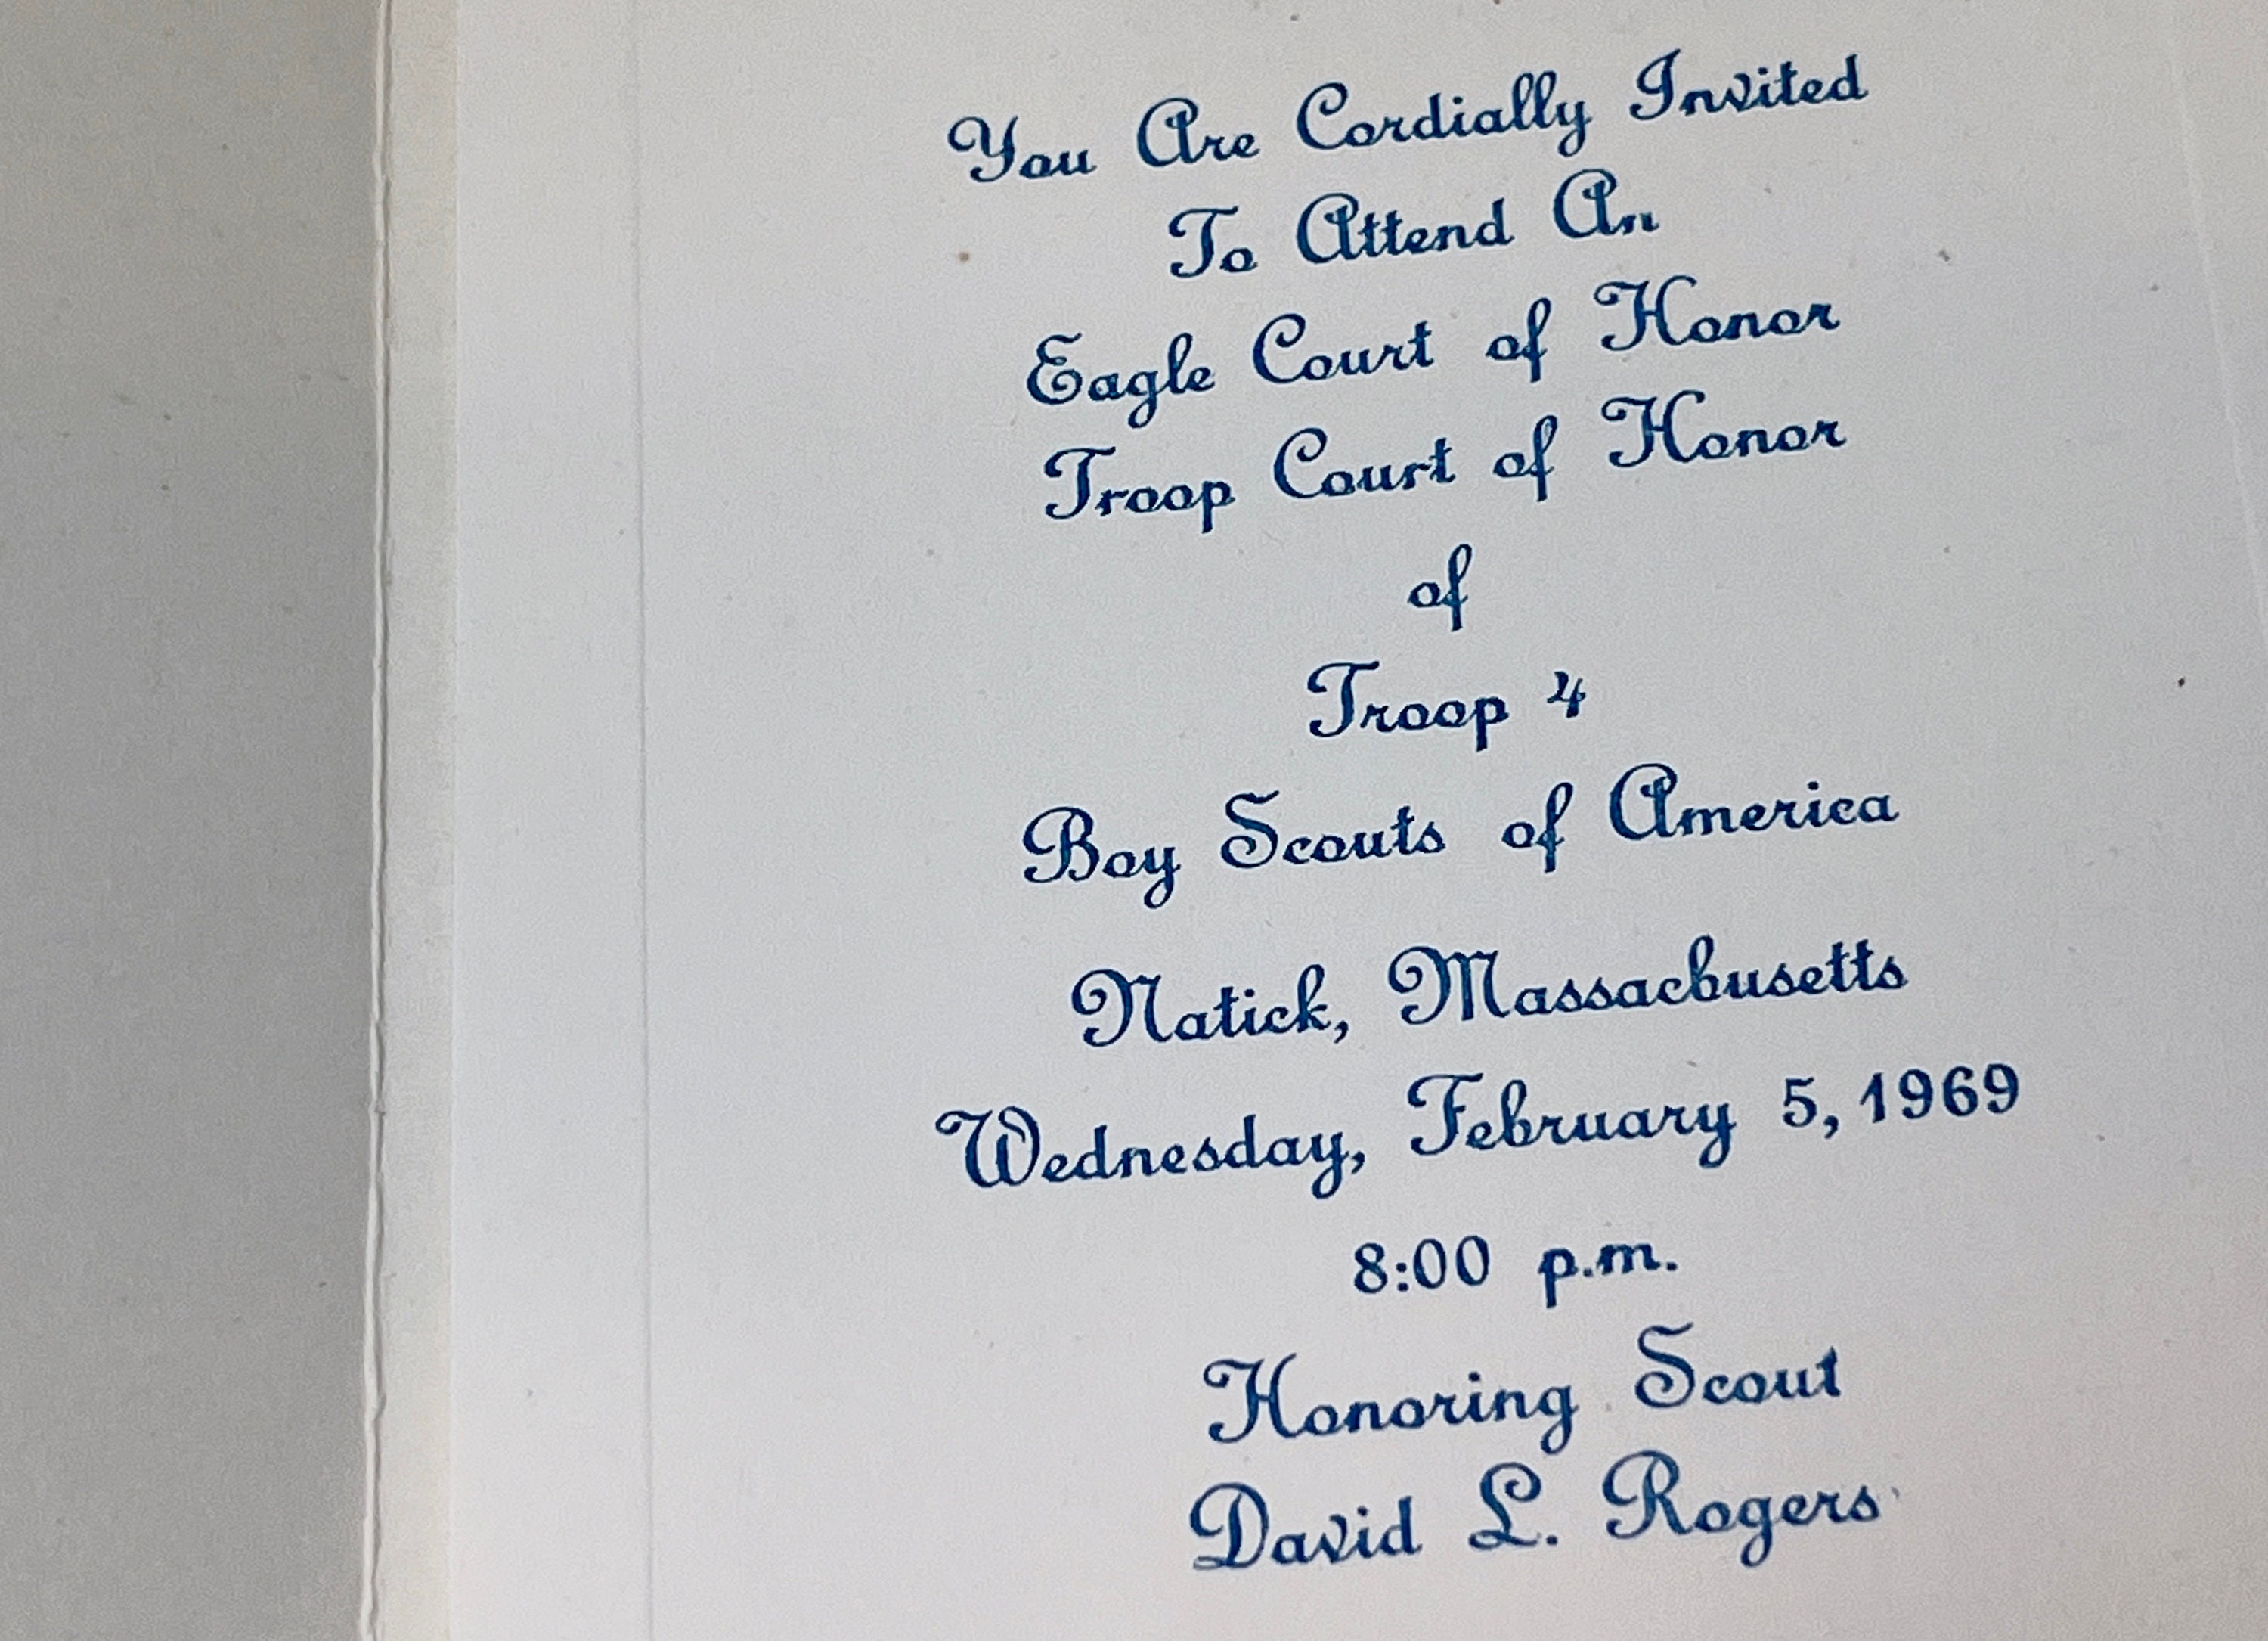 You Are Cordially Invited
To Attend An
Eagle Court of Honor
Troop Court of Honor
of
Troop 4
Boy Scouts of America
Natick, Massachusetts
Wednesday, February 5, 1969
8:00 p.m.
Honoring Scout
David L. Rogers